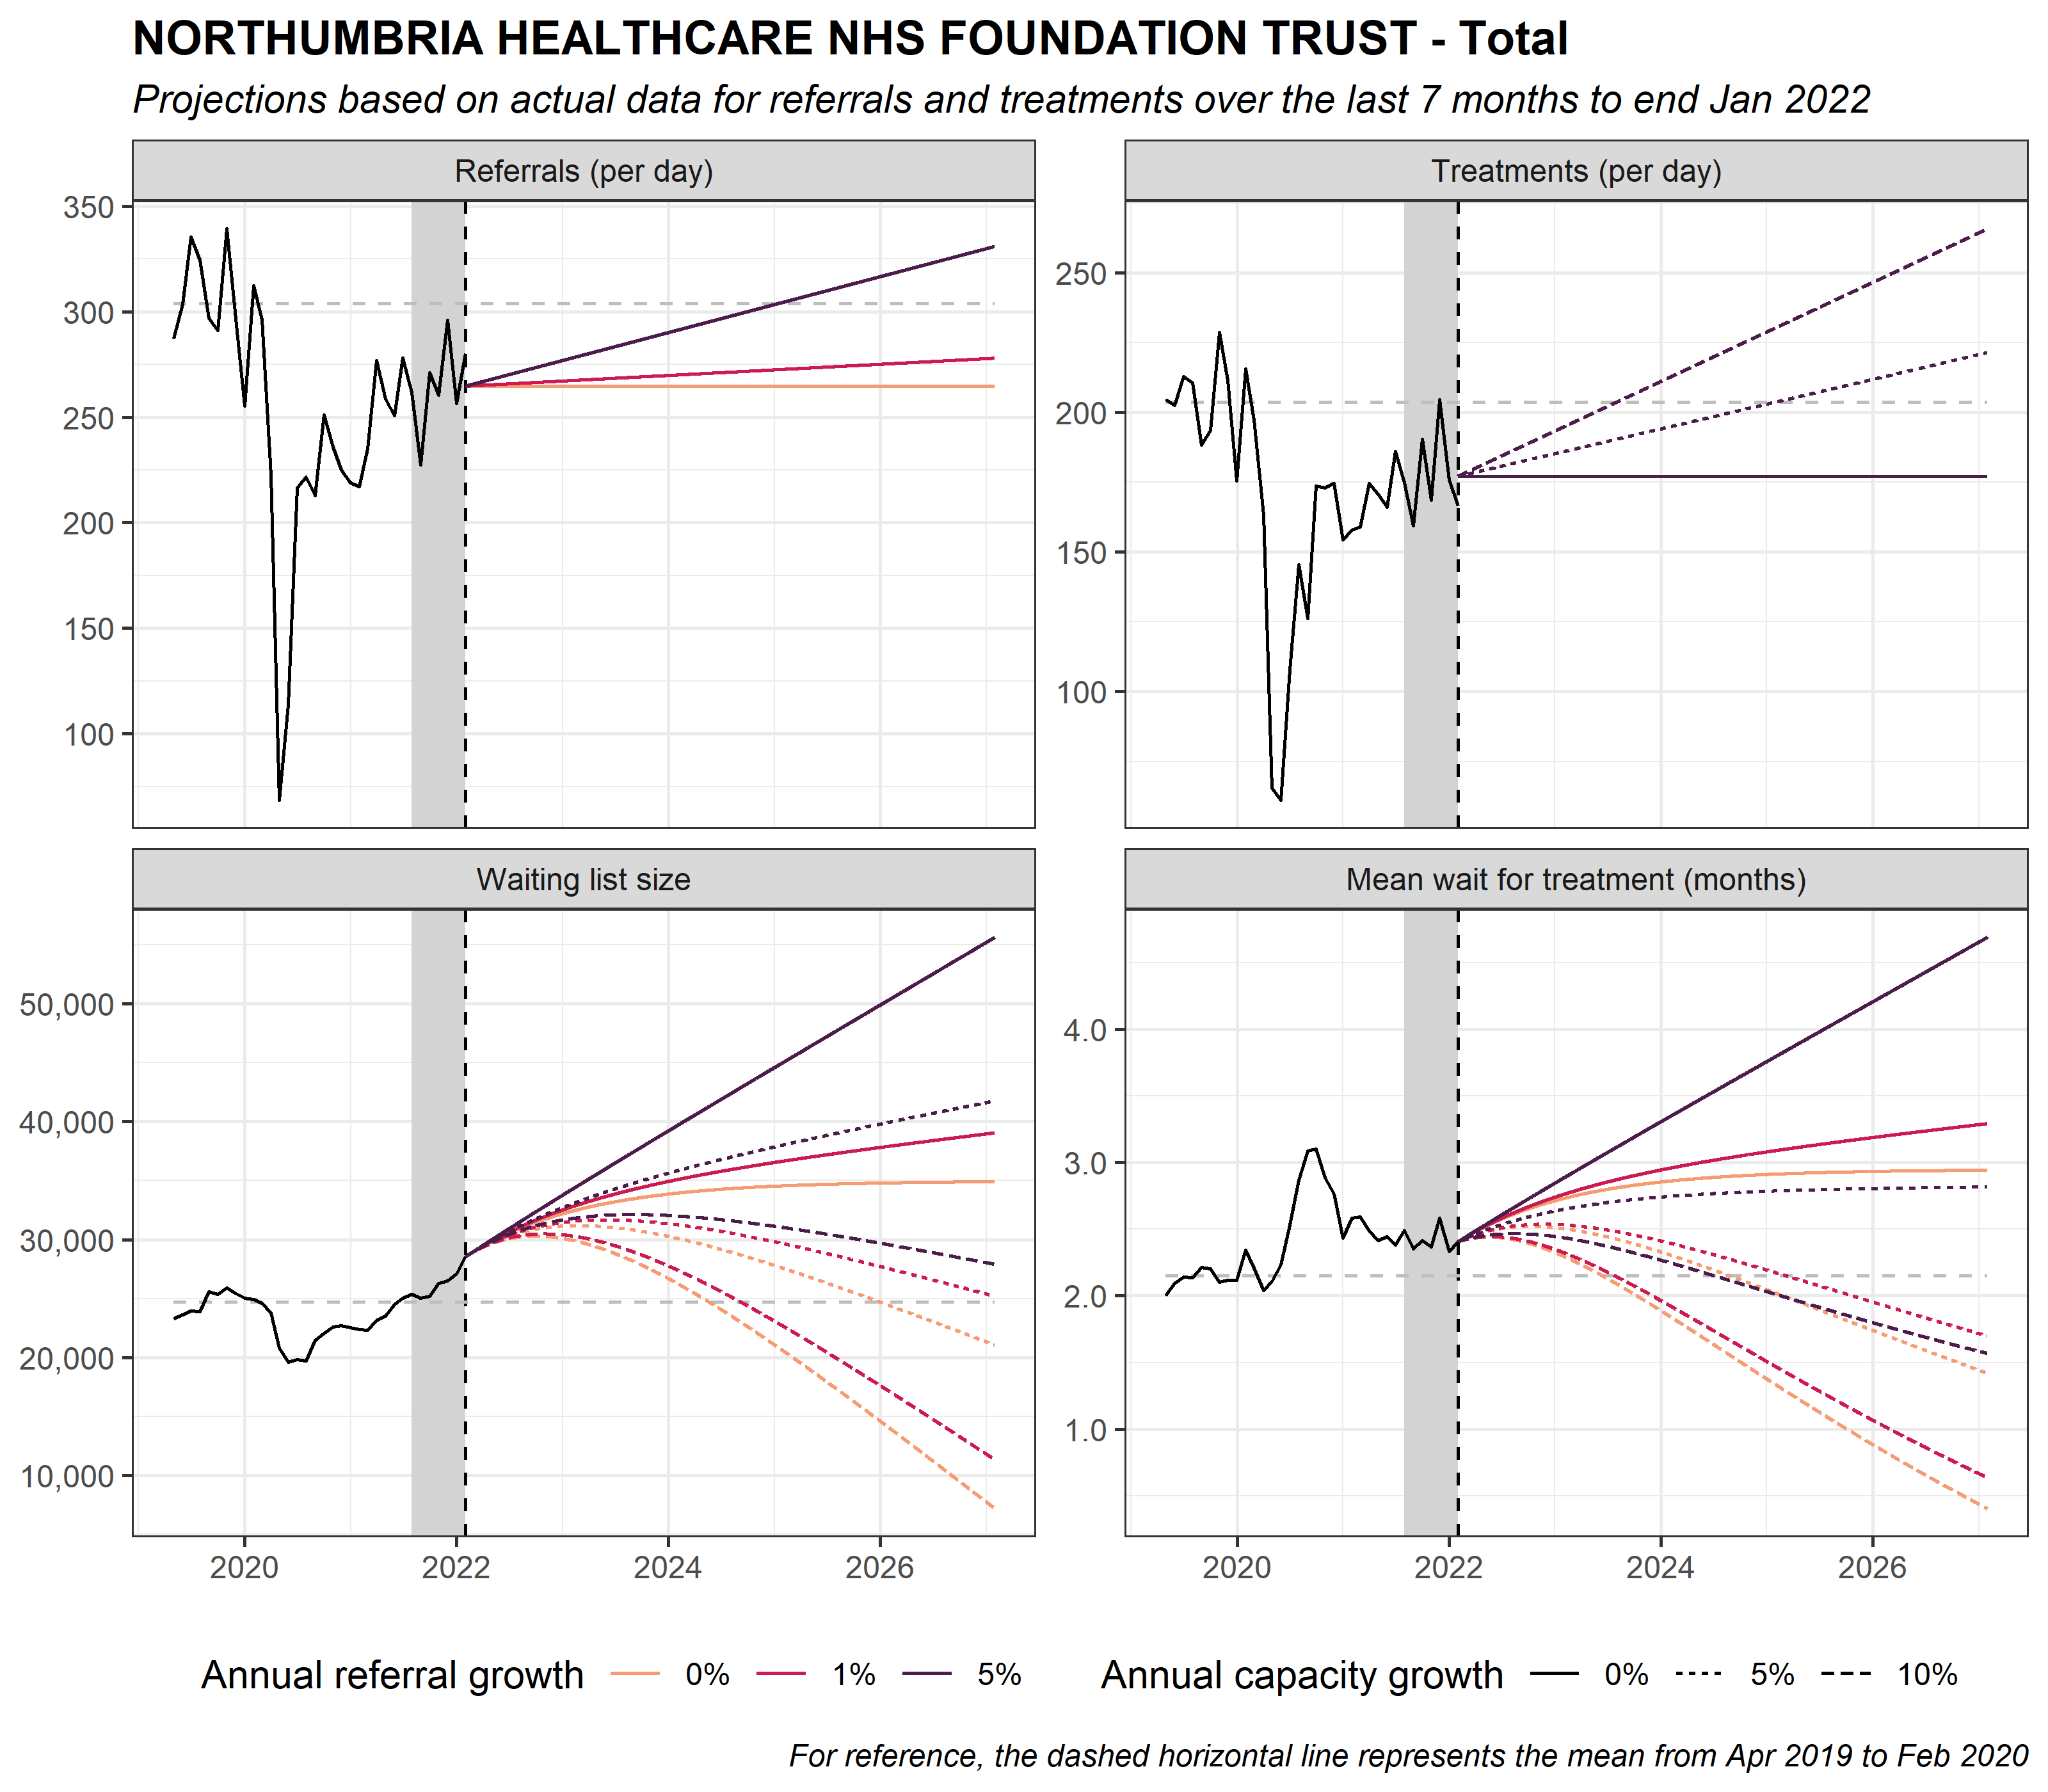 NORTHUMBRIA HEALTHCARE NHS FOUNDATION TRUST - Total
Projections based on actual data for referrals and treatments over the last 7 months to end Jan 2022
Referrals (per day)
350
300
250
200
150
100
Treatments (per day)
250
200
150
100
Waiting list size
50,000
40,000
30,000
20,000
10,000
2020 2022 2024 2026
Mean wait for treatment (months)
4.0
3.0
2.0
1.0
2020 2022 2024 2026
Annual referral growth 0% 1% 5% Annual capacity growth 0% 5% 10%
For reference, the dashed horizontal line represents the mean from Apr 2019 to Feb 2020